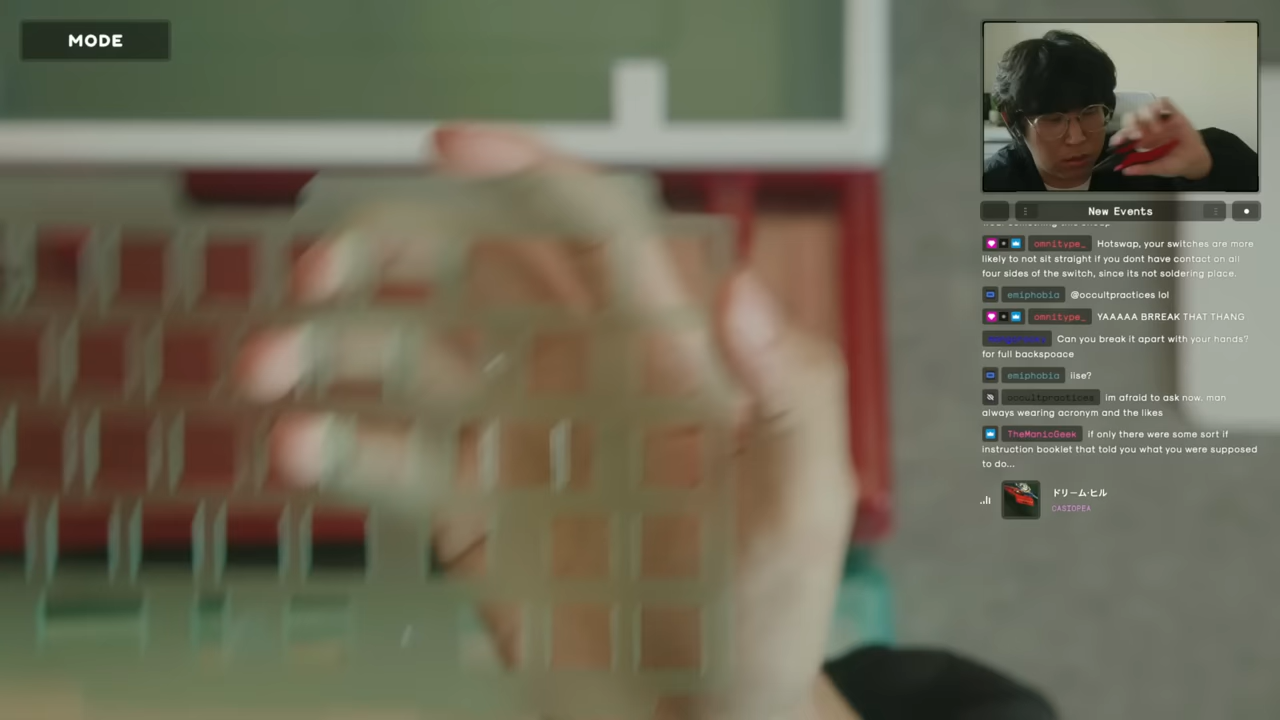 MODE
New Events
omnitype_ Hotswap, your switches are more
likely to not sit straight if you dont have contact on all
four sides of the switch, since its not soldering place.
emiphobia @occultpractices lol
omnitype_ YAAAAA BRREAK THAT THANG
Can you break it apart with your hands?
for full backspoace
emiphobia iise?
occultpractices im afraid to ask now. man
always wearing acronym and the likes
TheManicGeek if only there were some sort if
instruction booklet that told you what you were supposed
to do...
ドリーム・ヒル
CASIOPEA